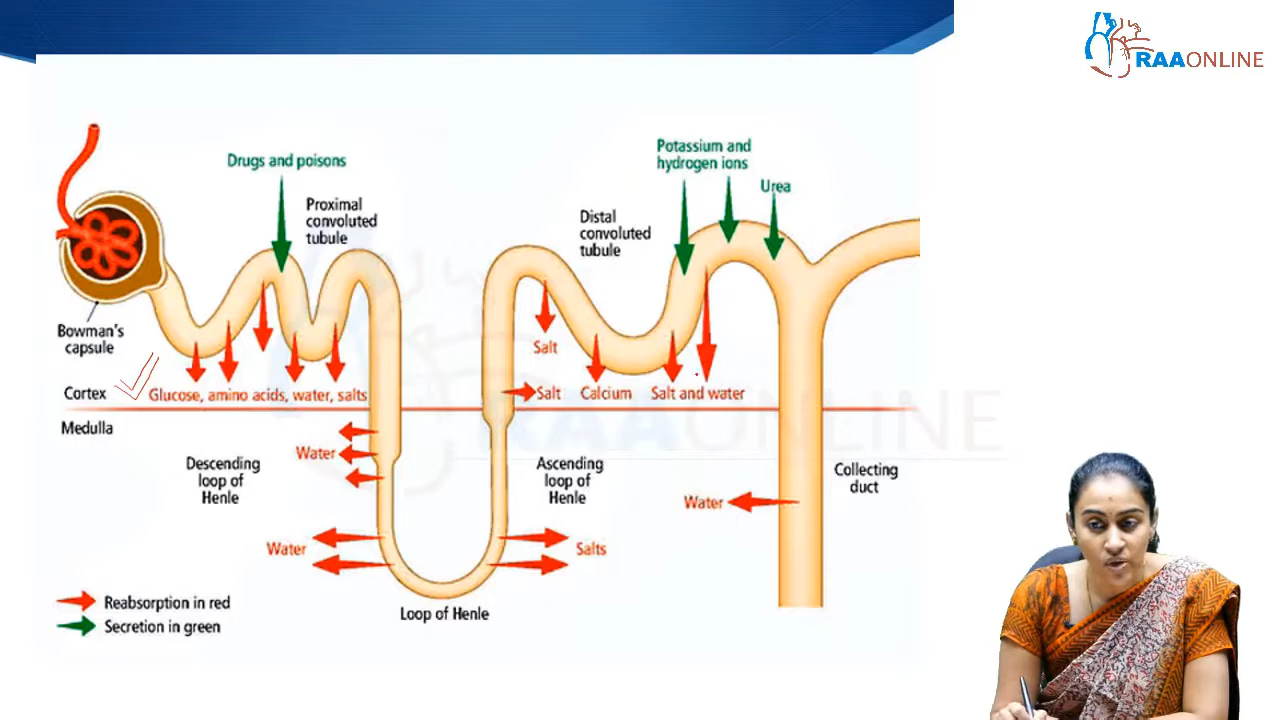 RAAONLINE
Drugs and poisons
Proximal
convoluted
tubule
Potassium and
hydrogen ions
Urea
Distal
convoluted
tubule
Bowman's
capsule
Salt
Cortex
Glucose, amino acids, water, salts
Salt
Calcium
Salt and water
Medulla
Water
Descending
loop of
Henle
Ascending
loop of
Henle
Collecting
duct
Water
Water
Salts
Loop of Henle
Reabsorption in red
Secretion in green
RAAONLINE